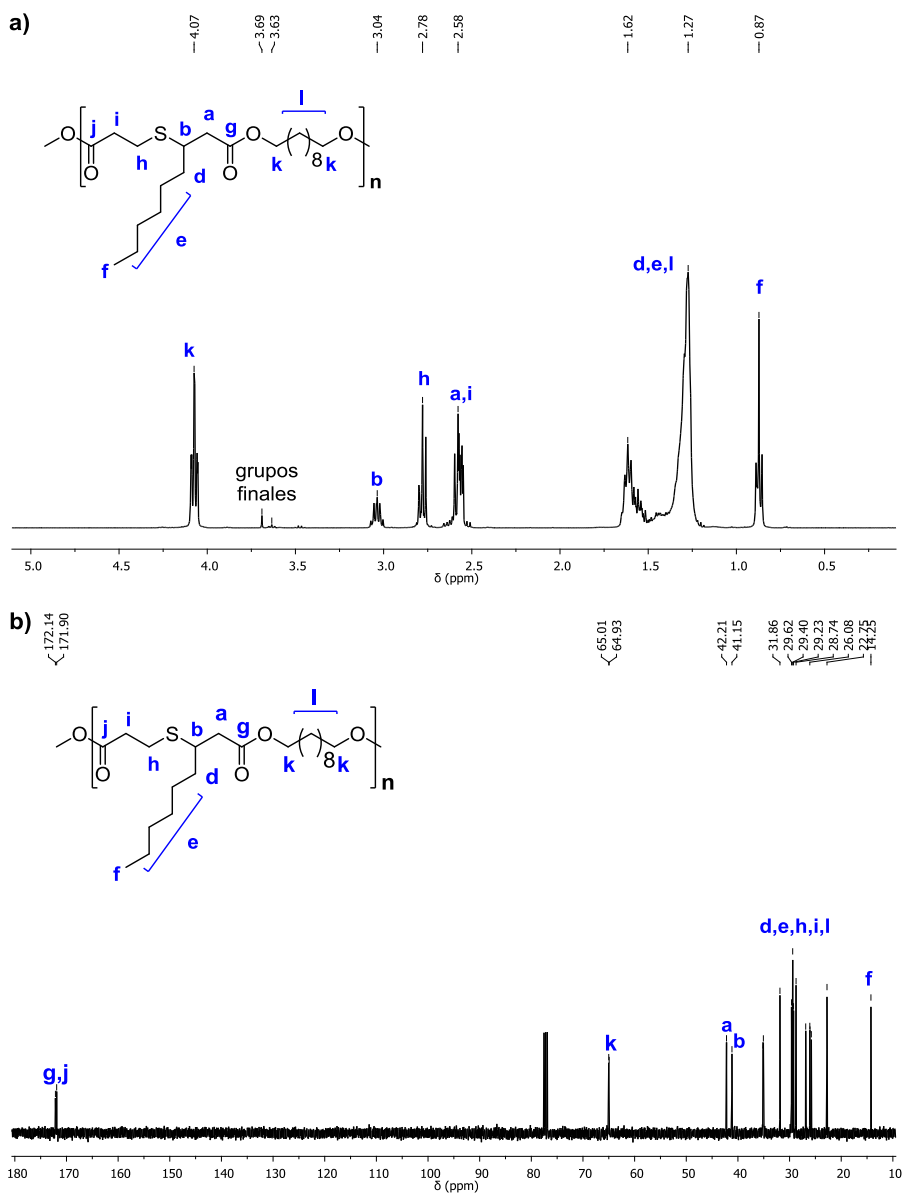 a)
4.07 3.69 3.63 3.04 2.78 2.58 1.62 1.27 0.87
l
a
b
i
j
O
S
g
O
O
8
k
k
h
O
O
d
n
e
f
d,e,l
f
k
h
a,i
grupos
finales
b
5.0 4.5 4.0 3.5 3.0 2.5 2.0 1.5 1.0 0.5
δ (ppm)
b)
172.14 171.90 65.01 64.93 42.21 41.15 31.86 29.62 29.40 29.23 28.74 26.08 22.75 14.25
l
a
b
i
j
O
S
g
O
O
8
k
k
h
O
O
d
n
e
f
d,e,h,i,l
f
a
b
k
g,j
180 170 160 150 140 130 120 110 100 90 80 70 60 50 40 30 20 10
δ (ppm)